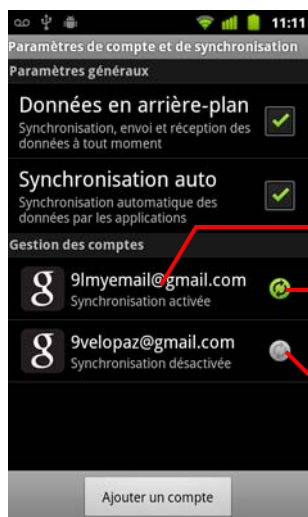 11:11
Paramètres de compte et de synchronisation
Paramètres généraux
Données en arrière-plan
Synchronisation, envoi et réception des
données à tout moment
Synchronisation auto
Synchronisation automatique des
données par les applications
Gestion des comptes
g
9lmyemail@gmail.com
Synchronisation activée
g
9velopaz@gmail.com
Synchronisation désactivée
Ajouter un compte